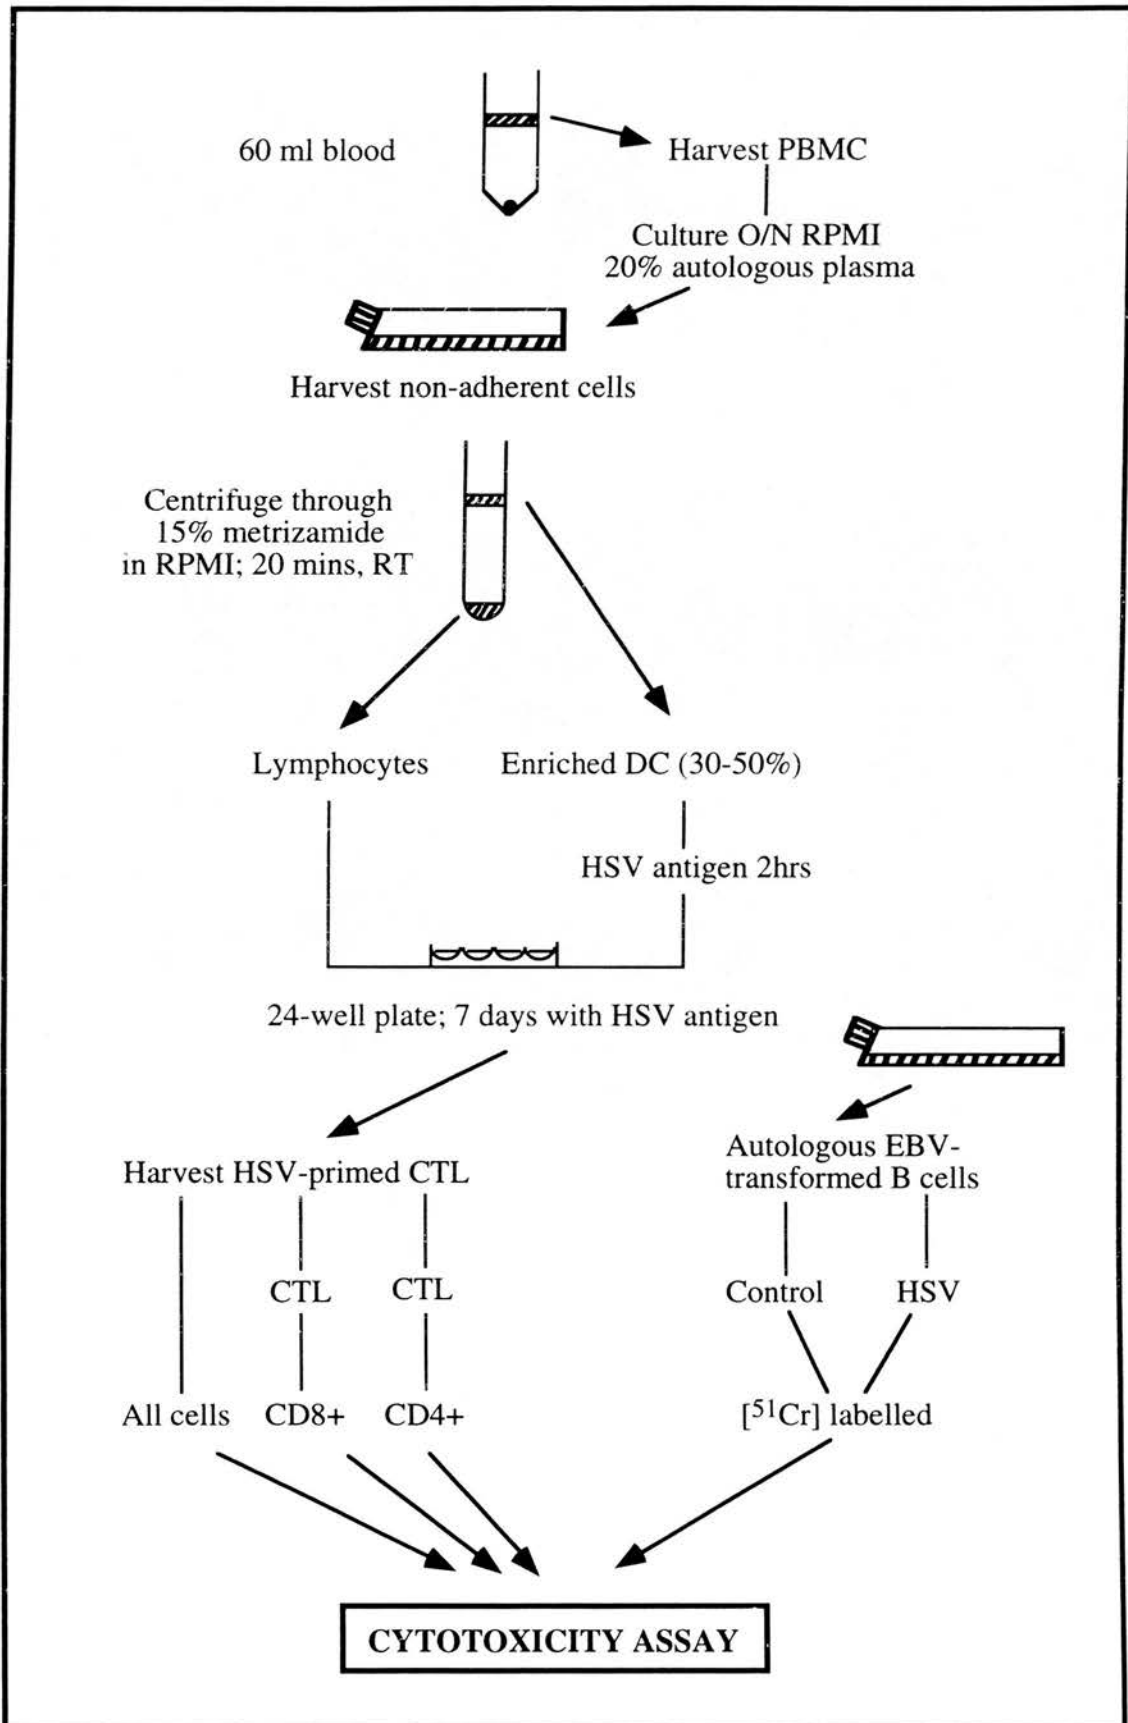 60 ml blood
Harvest PBMC
Culture O/N RPMI
20% autologous plasma
Harvest non-adherent cells
Centrifuge through
15% metrizamide
in RPMI; 20 mins, RT
Lymphocytes
Enriched DC (30-50%)
HSV antigen 2hrs
24-well plate; 7 days with HSV antigen
Harvest HSV-primed CTL
Autologous EBV-
transformed B cells
CTL
CTL
Control
HSV
All cells
CD8+
CD4+
[⁵¹Cr] labelled
CYTOTOXICITY ASSAY